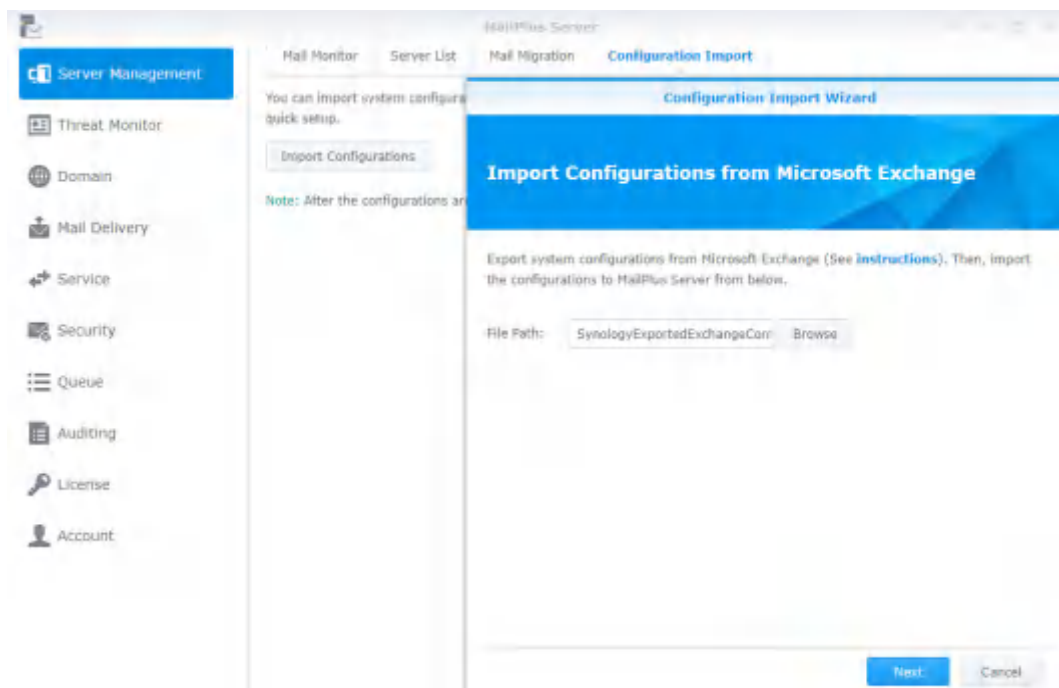 MailPlus Server
Server Management
Threat Monitor
Domain
Mail Delivery
Service
Security
Queue
Auditing
License
Account
Mail Monitor Server List Mail Migration Configuration Import
You can import system configura
quick setup.
Import Configurations
Note: After the configurations are
Configuration Import Wizard
Import Configurations from Microsoft Exchange
Export system configurations from Microsoft Exchange (See instructions). Then, import
the configurations to MailPlus Server from below.
File Path: SynologyExportedExchangeConf Browse
Next Cancel